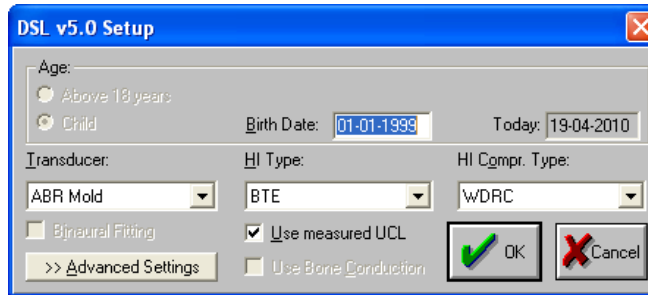 DSL v5.0 Setup
Age:
Above 18 years
Child
Birth Date: 01-01-1999 Today: 19-04-2010
Transducer: HI Type: HI Compr. Type:
ABR Mold BTE WDRC
Binaural Fitting Use measured UCL OK Cancel
>> Advanced Settings Use Bone Conduction